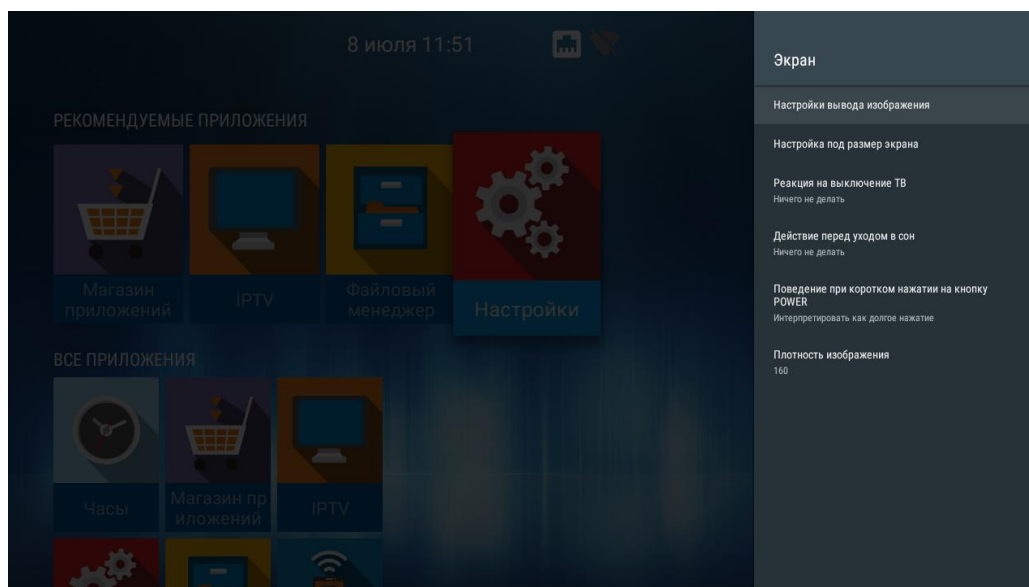 8 июля 11:51
РЕКОМЕНДУЕМЫЕ ПРИЛОЖЕНИЯ
Магазин
приложений
IPTV
Файловый
менеджер
Настройки
ВСЕ ПРИЛОЖЕНИЯ
Часы
Магазин пр
иложений
IPTV
Экран
Настройки вывода изображения
Настройка под размер экрана
Реакция на выключение ТВ
Ничего не делать
Действие перед уходом в сон
Ничего не делать
Поведение при коротком нажатии на кнопку
POWER
Интерпретировать как долгое нажатие
Плотность изображения
160